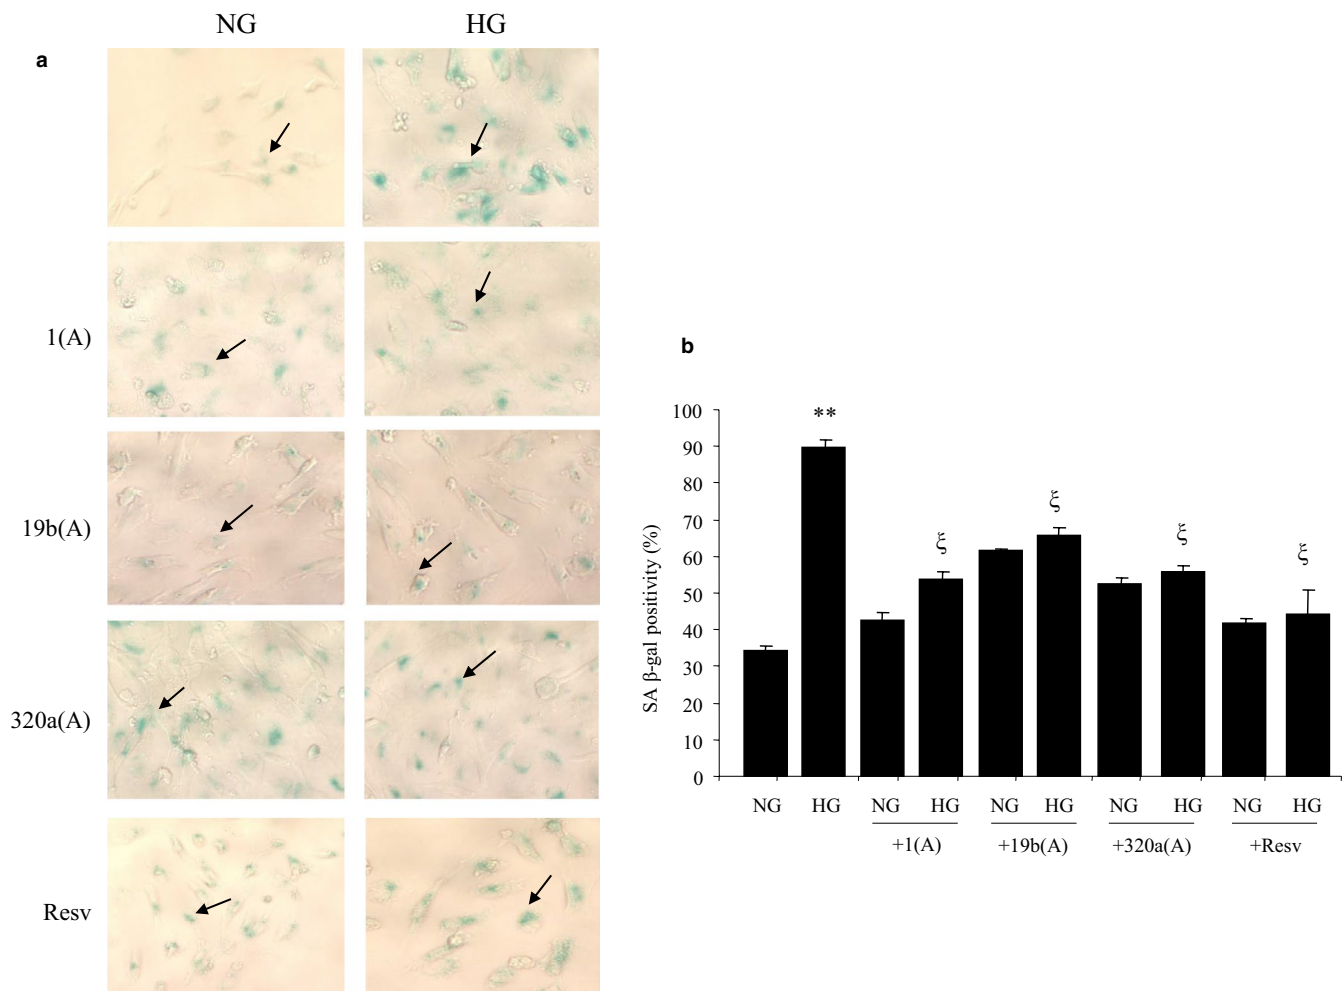 NG HG
a
1(A)
19b(A)
320a(A)
Resv
b
SA β-gal positivity (%)
100
90
80
70
60
50
40
30
20
10
0
**
ξ
ξ
ξ
ξ
NG HG NG HG NG HG NG HG NG HG
+1(A) +19b(A) +320a(A) +Resv